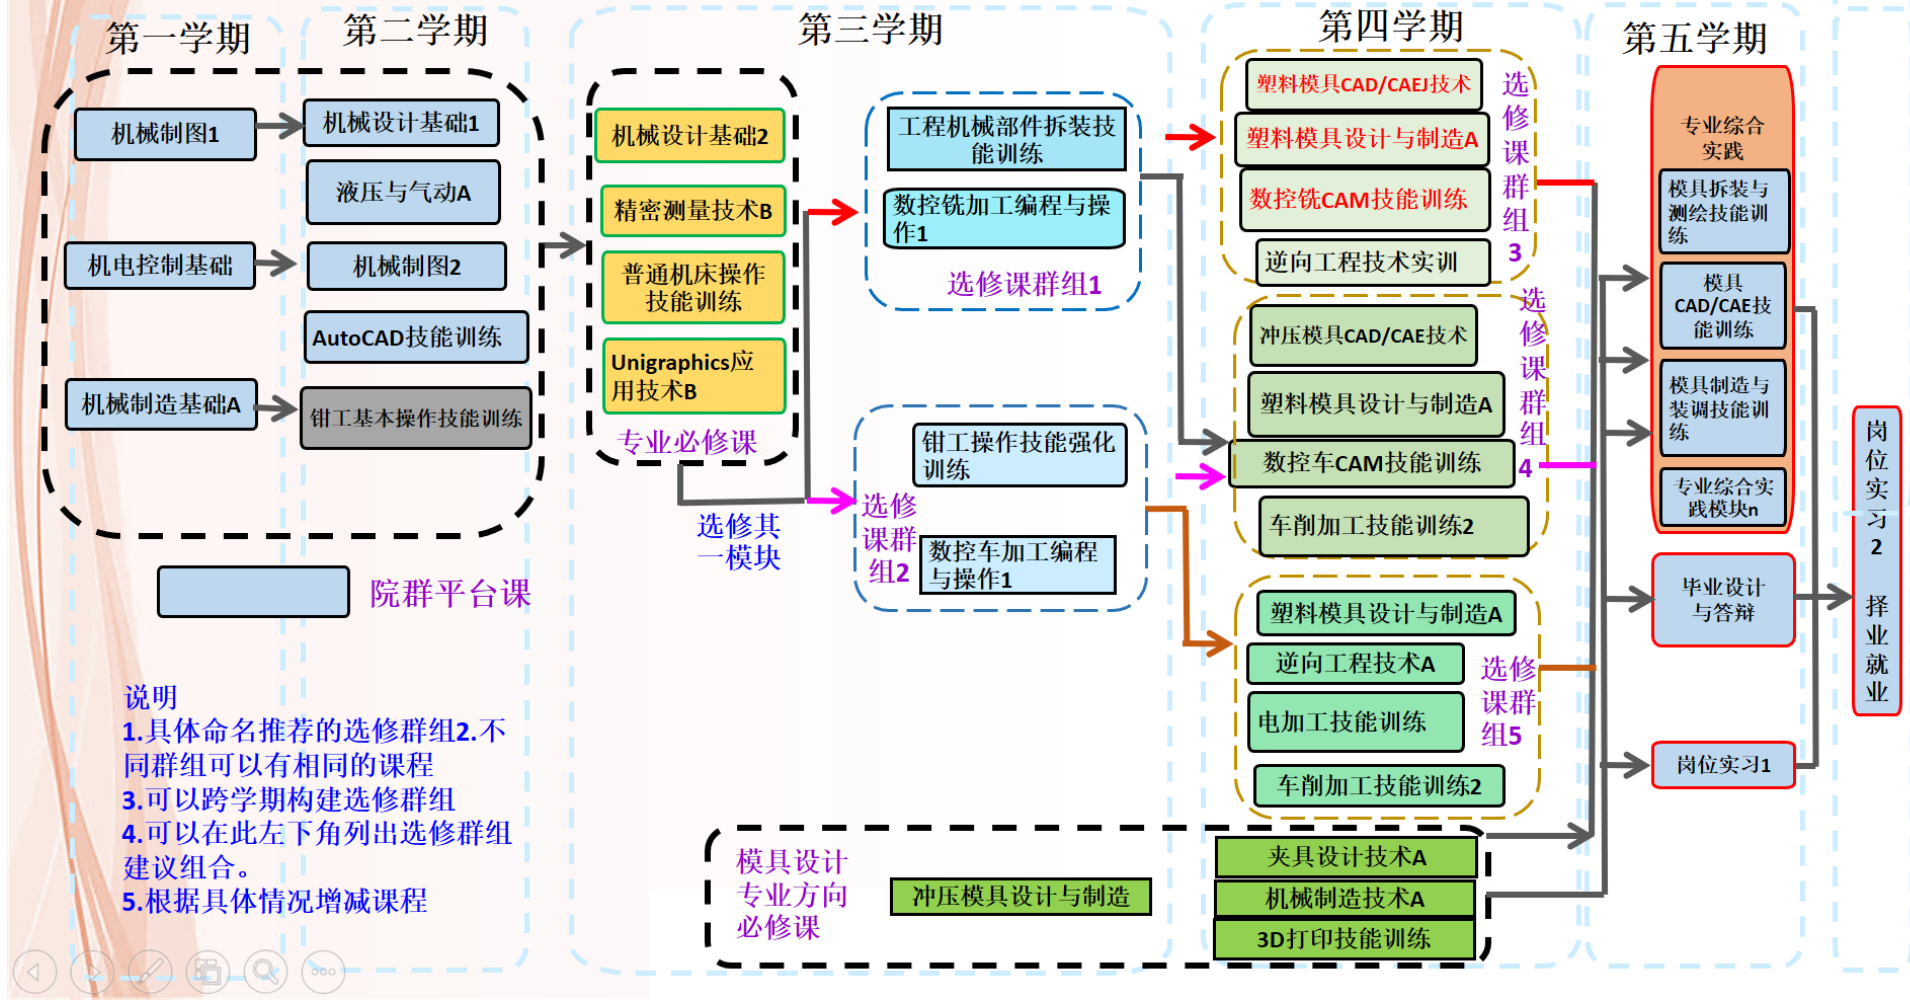 第一学期
机械制图1
机电控制基础
机械制造基础A
第二学期
机械设计基础1
液压与气动A
机械制图2
AutoCAD技能训练
钳工基本操作技能训练
院群平台课
说明
1.具体命名推荐的选修群组2.不
同群组可以有相同的课程
3.可以跨学期构建选修群组
4.可以在此左下角列出选修群组
建议组合。
5.根据具体情况增减课程
第三学期
机械设计基础2
精密测量技术B
普通机床操作
技能训练
Unigraphics应
用技术B
专业必修课
选修其
一模块
工程机械部件拆装技
能训练
数控铣加工编程与操
作1
选修课群组1
钳工操作技能强化
训练
选修
课群
组2
数控车加工编程
与操作1
第四学期
塑料模具CAD/CAEJ技术
塑料模具设计与制造A
数控铣CAM技能训练
逆向工程技术实训
选
修
课
群
组
3
冲压模具CAD/CAE技术
塑料模具设计与制造A
数控车CAM技能训练
车削加工技能训练2
选
修
课
群
组
4
塑料模具设计与制造A
逆向工程技术A
电加工技能训练
车削加工技能训练2
选修
课群
组5
模具设计
专业方向
必修课
冲压模具设计与制造
夹具设计技术A
机械制造技术A
3D打印技能训练
第五学期
专业综合
实践
模具拆装与
测绘技能训
练
模具
CAD/CAE技
能训练
模具制造与
装调技能训
练
专业综合实
践模块n
毕业设计
与答辩
岗位实习1
岗
位
实
习
2
择
业
就
业